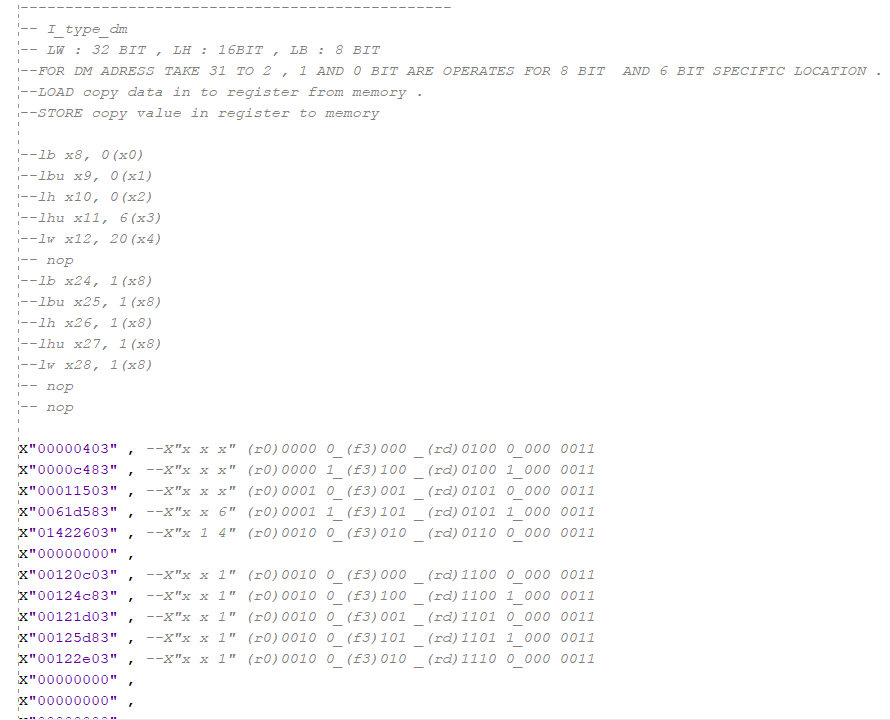 ------------------------------------------------
-- I_type_dm
-- LW : 32 BIT , LH : 16BIT , LB : 8 BIT
--FOR DM ADRESS TAKE 31 TO 2 , 1 AND 0 BIT ARE OPERATES FOR 8 BIT  AND 6 BIT SPECIFIC LOCATION .
--LOAD copy data in to register from memory .
--STORE copy value in register to memory
--lb x8, 0(x0)
--lbu x9, 0(x1)
--lh x10, 0(x2)
--lhu x11, 6(x3)
--lw x12, 20(x4)
-- nop
--lb x24, 1(x8)
--lbu x25, 1(x8)
--lh x26, 1(x8)
--lhu x27, 1(x8)
--lw x28, 1(x8)
-- nop
-- nop
X"00000403" , --X"x x x" (r0)0000 0_(f3)000 _(rd)0100 0_000 0011
X"0000c483" , --X"x x x" (r0)0000 1_(f3)100 _(rd)0100 1_000 0011
X"00011503" , --X"x x x" (r0)0001 0_(f3)001 _(rd)0101 0_000 0011
X"0061d583" , --X"x x 6" (r0)0001 1_(f3)101 _(rd)0101 1_000 0011
X"01422603" , --X"x 1 4" (r0)0010 0_(f3)010 _(rd)0110 0_000 0011
X"00000000" ,
X"00120c03" , --X"x x 1" (r0)0010 0_(f3)000 _(rd)1100 0_000 0011
X"00124c83" , --X"x x 1" (r0)0010 0_(f3)100 _(rd)1100 1_000 0011
X"00121d03" , --X"x x 1" (r0)0010 0_(f3)001 _(rd)1101 0_000 0011
X"00125d83" , --X"x x 1" (r0)0010 0_(f3)101 _(rd)1101 1_000 0011
X"00122e03" , --X"x x 1" (r0)0010 0_(f3)010 _(rd)1110 0_000 0011
X"00000000" ,
X"00000000" ,